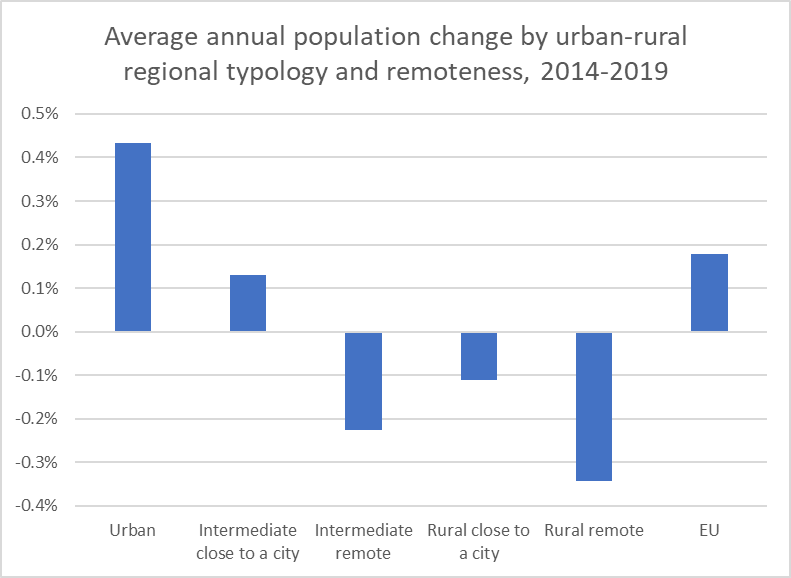 Average annual population change by urban-rural
regional typology and remoteness, 2014-2019
0.5%
0.4%
0.3%
0.2%
0.1%
0.0%
-0.1%
-0.2%
-0.3%
-0.4%
Urban
Intermediate
close to a city
Intermediate
remote
Rural close to
a city
Rural remote
EU